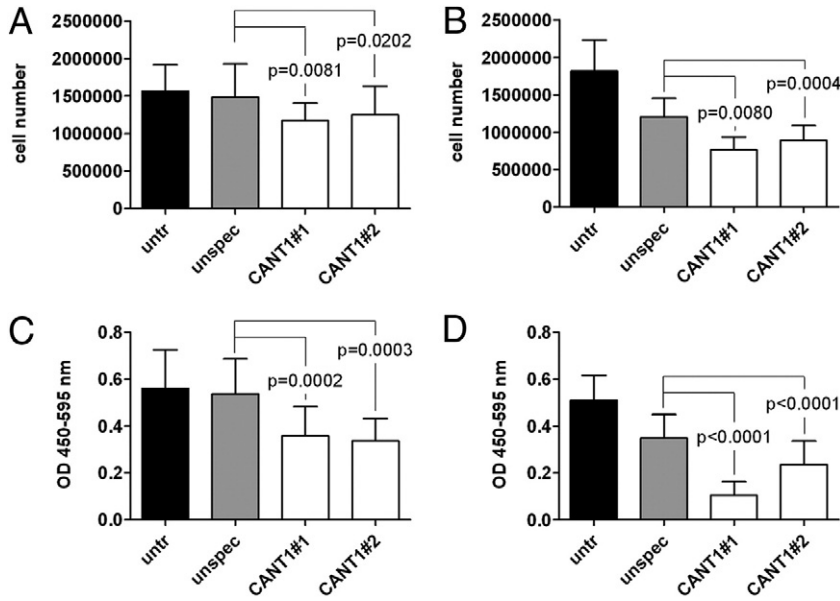 A
cell number
2500000
2000000
1500000
1000000
500000
0
p=0.0081
p=0.0202
untr
unspec
CANT1#1
CANT1#2
B
cell number
2500000
2000000
1500000
1000000
500000
0
p=0.0080
p=0.0004
untr
unspec
CANT1#1
CANT1#2
C
OD 450-595 nm
0.8
0.6
0.4
0.2
0.0
p=0.0002
p=0.0003
untr
unspec
CANT1#1
CANT1#2
D
OD 450-595 nm
0.8
0.6
0.4
0.2
0.0
p<0.0001
p<0.0001
untr
unspec
CANT1#1
CANT1#2